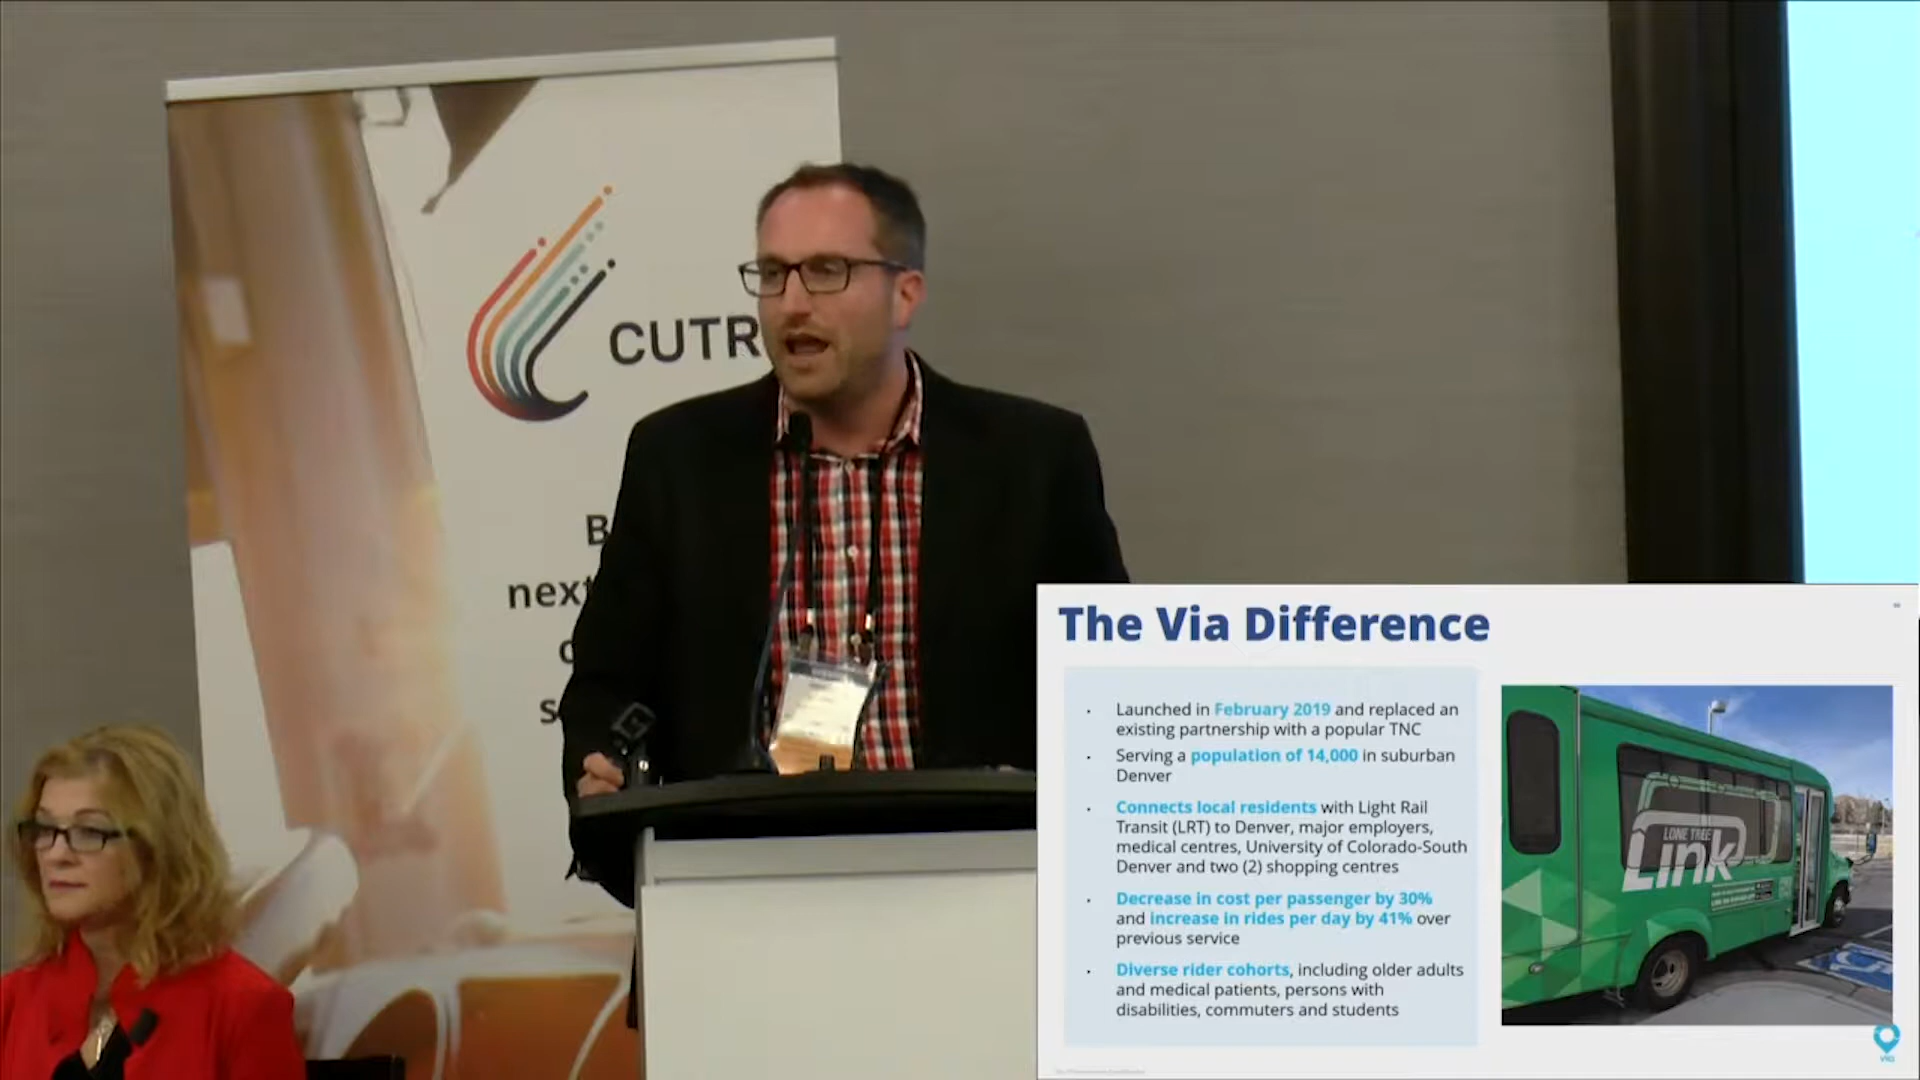 CUTR
B
next
s
The Via Difference
Launched in February 2019 and replaced an
existing partnership with a popular TNC
Serving a population of 14,000 in suburban
Denver
Connects local residents with Light Rail
Transit (LRT) to Denver, major employers,
medical centres, University of Colorado-South
Denver and two (2) shopping centres
Decrease in cost per passenger by 30%
and increase in rides per day by 41% over
previous service
Diverse rider cohorts, including older adults
and medical patients, persons with
disabilities, commuters and students
LONE TREE
Link
via